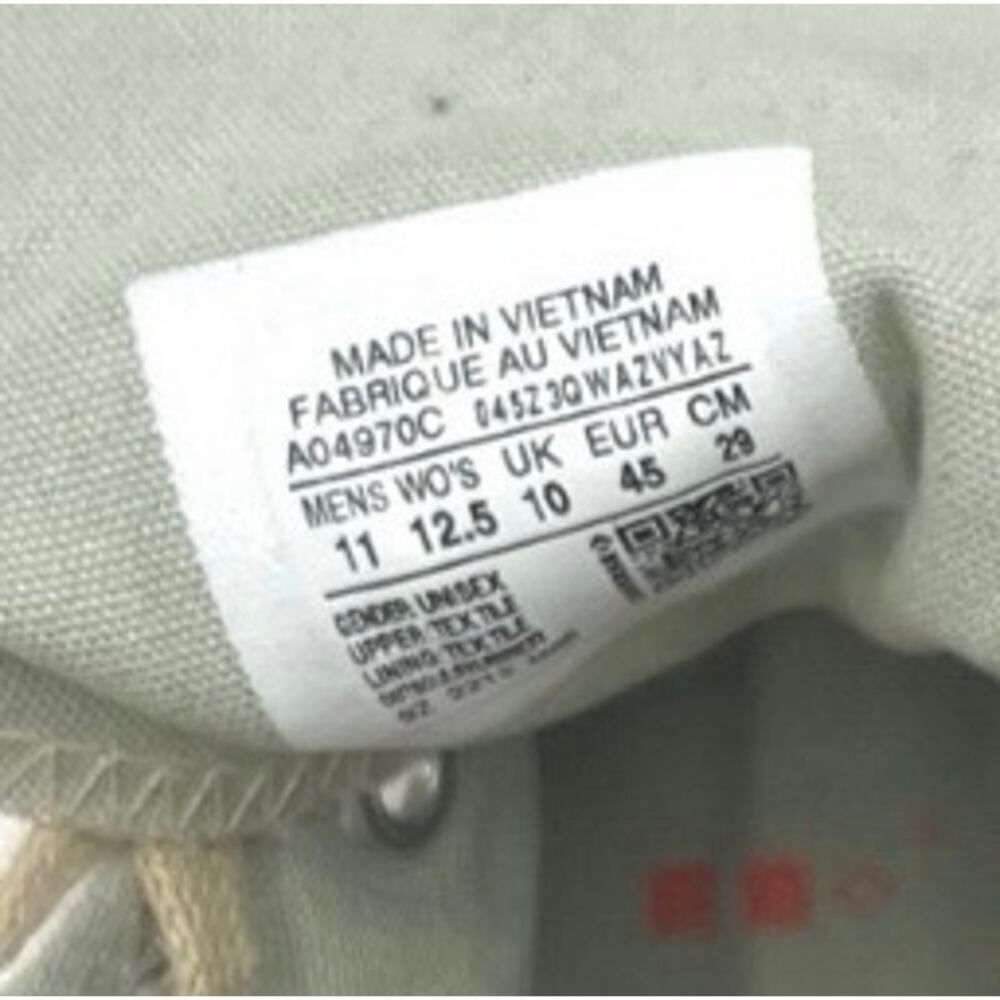 MADE IN VIETNAM
FABRIQUE AU VIETNAM
A04970C 045Z3QWAZVYAZ
MENS WO'S UK EUR CM
11 12.5 10 45 29
GENDER UNISEX
UPPER TEXTILE
LINING TEXTILE